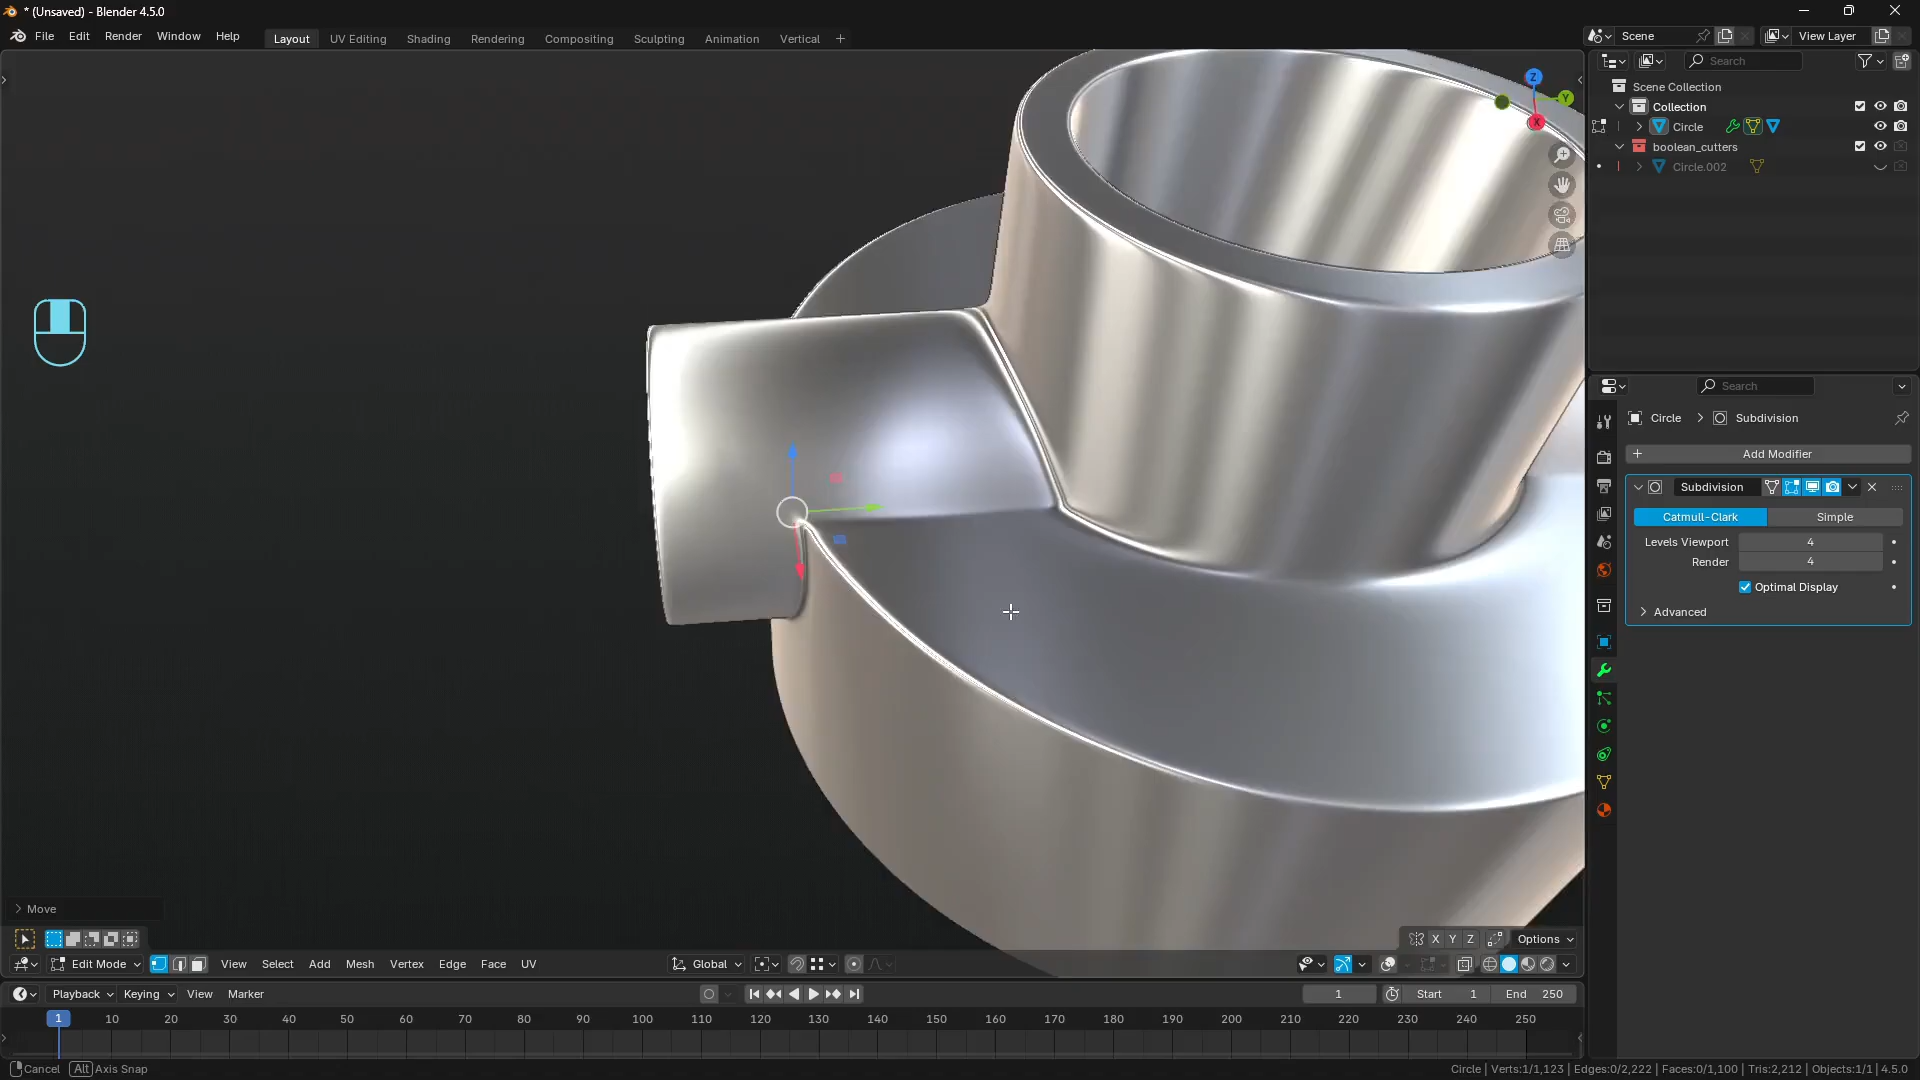 * (Unsaved) - Blender 4.5.0
File Edit Render Window Help
Layout UV Editing Shading Rendering Compositing Sculpting Animation Vertical +
Scene
View Layer
Search
Scene Collection
Collection
Circle
boolean_cutters
Circle.002
Z
Y
X
Search
Circle > Subdivision
+ Add Modifier
Subdivision
Catmull-Clark Simple
Levels Viewport 4
Render 4
Optimal Display
Advanced
Move
X Y Z Options
Edit Mode View Select Add Mesh Vertex Edge Face UV Global
Playback Keying View Marker 1 Start 1 End 250
1 10 20 30 40 50 60 70 80 90 100 110 120 130 140 150 160 170 180 190 200 210 220 230 240 250
Cancel Alt Axis Snap
Circle | Verts:1/1,123 | Edges:0/2,222 | Faces:0/1,100 | Tris:2,212 | Objects:1/1 | 4.5.0